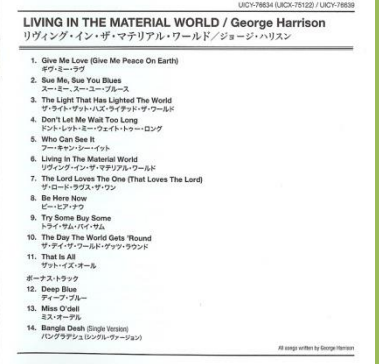 UICY-76634 (UICX-75122) / UICY-76639
LIVING IN THE MATERIAL WORLD / George Harrison
リヴィング・イン・ザ・マテリアル・ワールド／ジョージ・ハリスン
1. Give Me Love (Give Me Peace On Earth)
ギヴ・ミー・ラヴ
2. Sue Me, Sue You Blues
スー・ミー、スー・ユー・ブルース
3. The Light That Has Lighted The World
ザ・ライト・ザット・ハズ・ライテッド・ザ・ワールド
4. Don't Let Me Wait Too Long
ドント・レット・ミー・ウェイト・トゥー・ロング
5. Who Can See It
フー・キャン・シー・イット
6. Living In The Material World
リヴィング・イン・ザ・マテリアル・ワールド
7. The Lord Loves The One (That Loves The Lord)
ザ・ロード・ラヴス・ザ・ワン
8. Be Here Now
ビー・ヒア・ナウ
9. Try Some Buy Some
トライ・サム・バイ・サム
10. The Day The World Gets 'Round
ザ・デイ・ザ・ワールド・ゲッツ・ラウンド
11. That Is All
ザット・イズ・オール
ボーナス・トラック
12. Deep Blue
ディープ・ブルー
13. Miss O'dell
ミス・オーデル
14. Bangla Desh (Single Version)
バングラデシュ (シングル・ヴァージョン)
All songs written by George Harrison